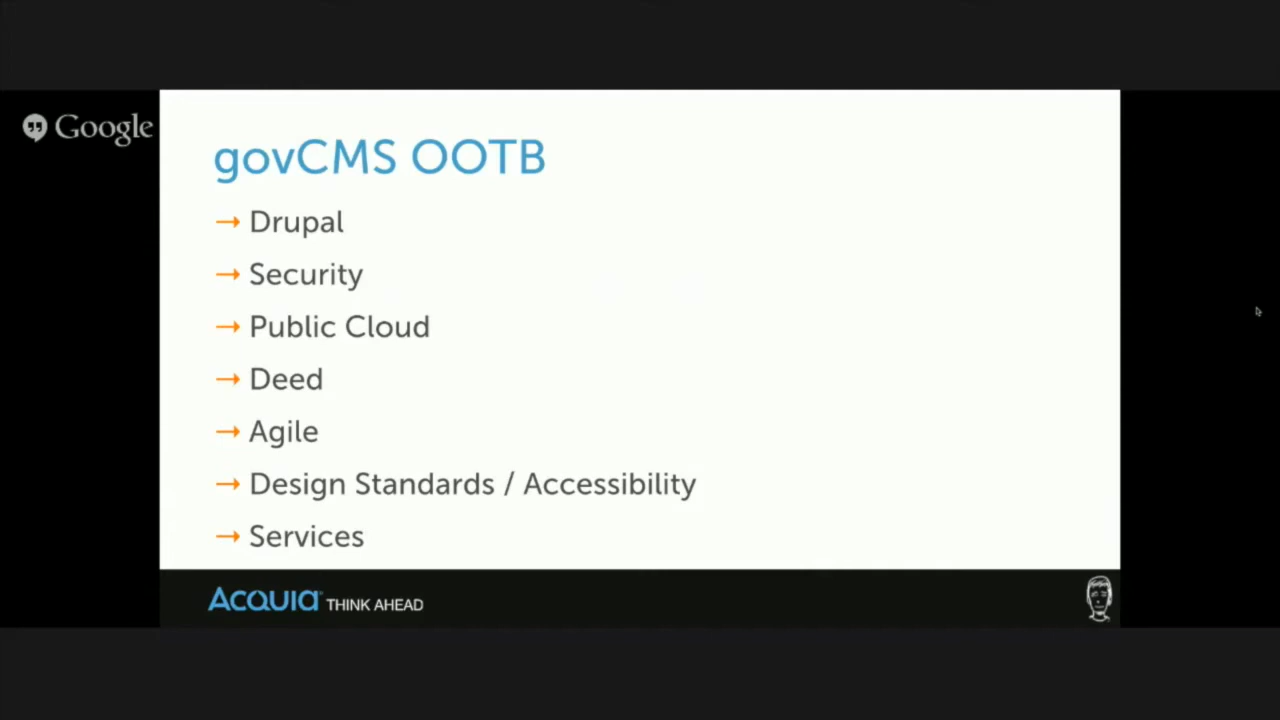 Google
govCMS OOTB
→ Drupal
→ Security
→ Public Cloud
→ Deed
→ Agile
→ Design Standards / Accessibility
→ Services
ACQUIA THINK AHEAD